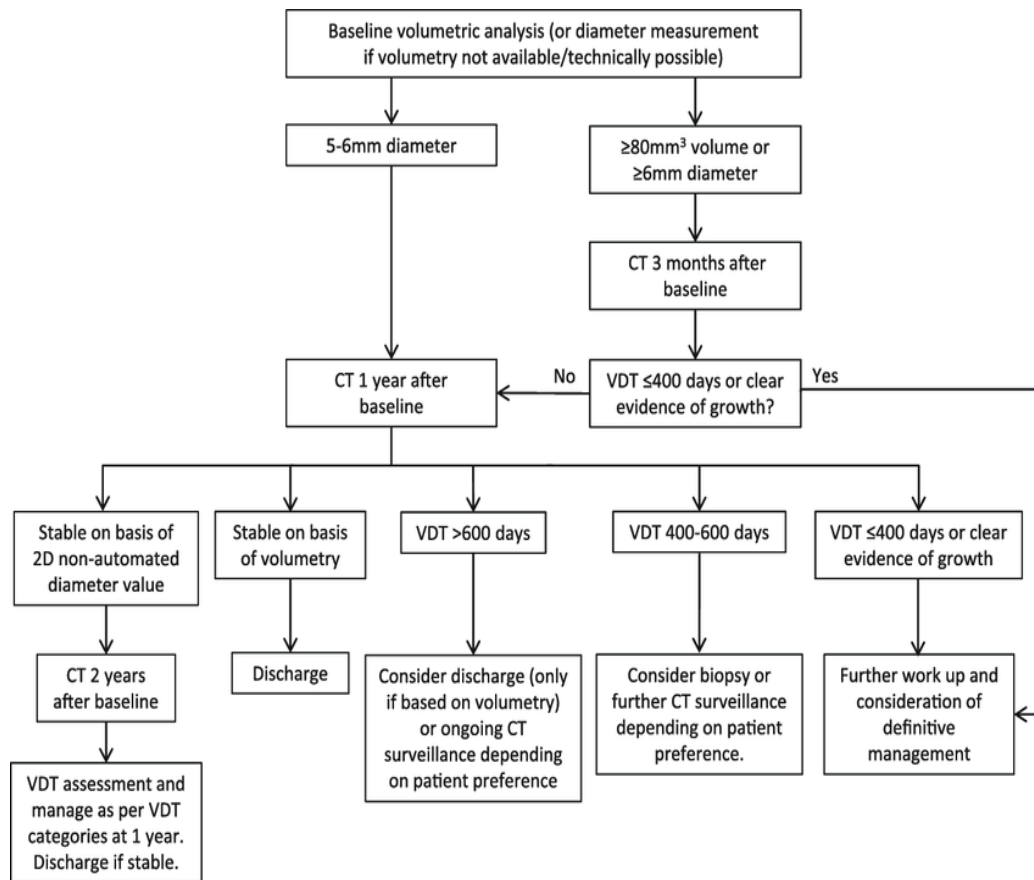 Baseline volumetric analysis (or diameter measurement
if volumetry not available/technically possible)
5-6mm diameter
≥80mm³ volume or
≥6mm diameter
CT 3 months after
baseline
CT 1 year after
baseline
No
VDT ≤400 days or clear
evidence of growth?
Yes
Stable on basis of
2D non-automated
diameter value
Stable on basis
of volumetry
VDT >600 days
VDT 400-600 days
VDT ≤400 days or clear
evidence of growth
CT 2 years
after baseline
Discharge
Consider discharge (only
if based on volumetry)
or ongoing CT
surveillance depending
on patient preference
Consider biopsy or
further CT surveillance
depending on patient
preference.
Further work up and
consideration of
definitive
management
VDT assessment and
manage as per VDT
categories at 1 year.
Discharge if stable.